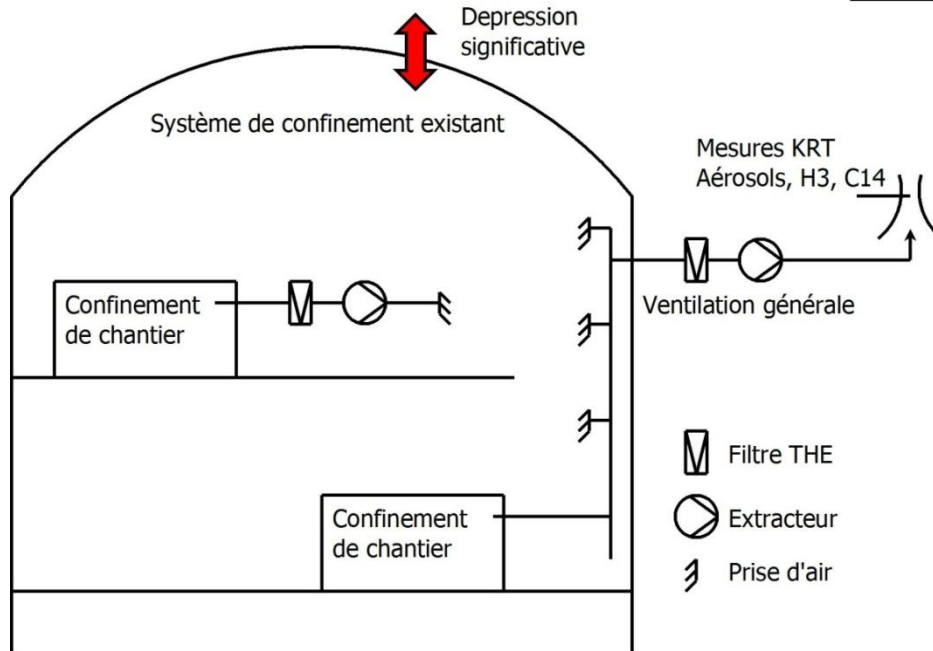 Depression
significative
Système de confinement existant
Mesures KRT
Aérosols, H3, C14
Confinement
de chantier
Ventilation générale
Confinement
de chantier
Filtre THE
Extracteur
Prise d'air